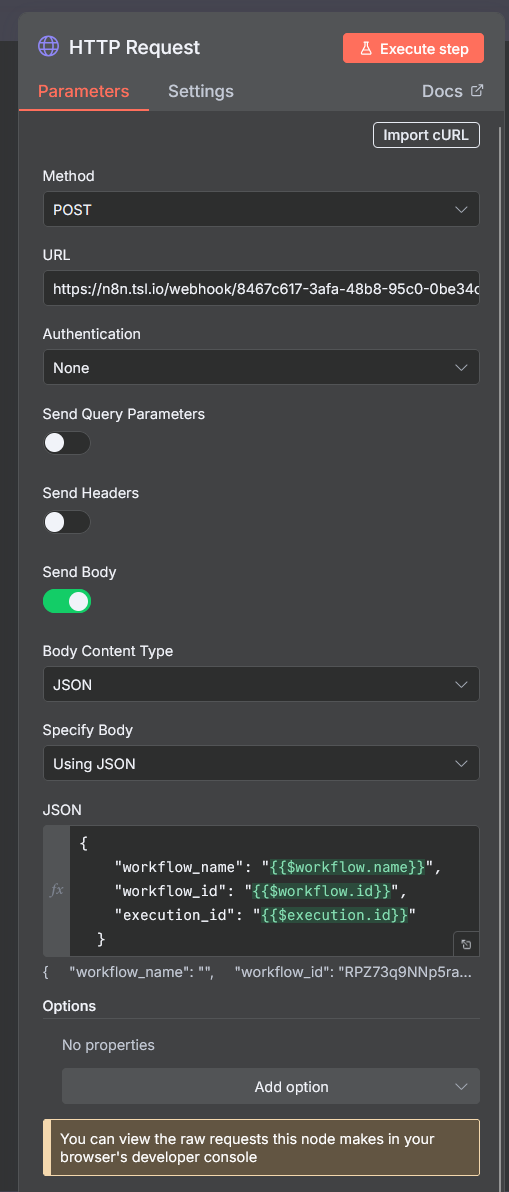 HTTP Request
Execute step
Parameters
Settings
Docs
Import cURL
Method
POST
URL
https://n8n.tsl.io/webhook/8467c617-3afa-48b8-95c0-0be34c
Authentication
None
Send Query Parameters
Send Headers
Send Body
Body Content Type
JSON
Specify Body
Using JSON
JSON
{
"workflow_name": "{{$workflow.name}}",
"workflow_id": "{{$workflow.id}}",
fx
"execution_id": "{{$execution.id}}"
}
{ "workflow_name": "", "workflow_id": "RPZ73q9NNp5ra...
Options
No properties
Add option
You can view the raw requests this node makes in your
browser's developer console